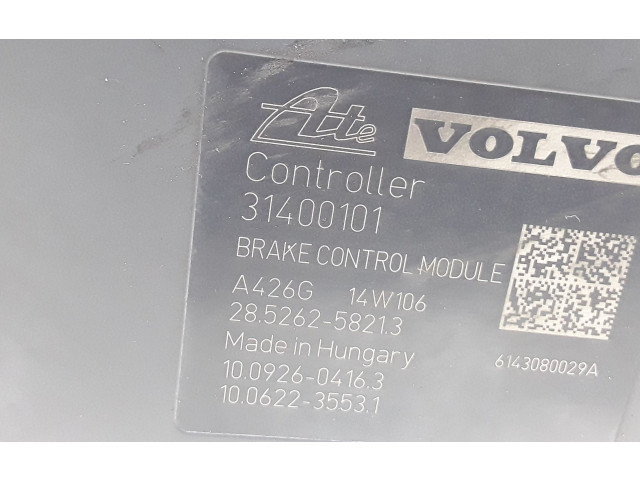 Ate VOLVO
Controller
31400101
BRAKE CONTROL MODULE
A426G 14W106
28.5262-5821.3
Made in Hungary
6143080029A
10.0926-0416.3
10.0622-3553.1